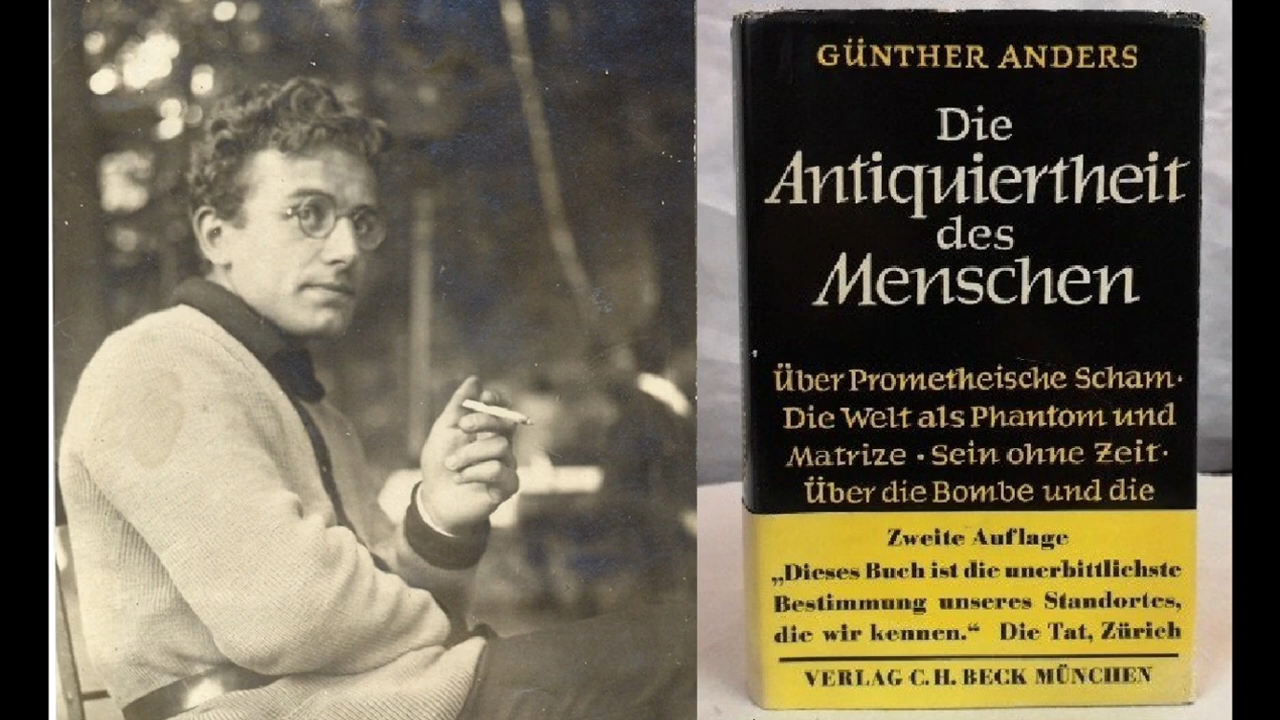 GÜNTHER ANDERS
Die
Antiquiertheit
des
Menschen
Über Prometheische Scham·
Die Welt als Phantom und
Matrize · Sein ohne Zeit·
Über die Bombe und die
Zweite Auflage
„Dieses Buch ist die unerbittlichste
Bestimmung unseres Standortes,
die wir kennen.“ Die Tat, Zürich
VERLAG C.H. BECK MÜNCHEN